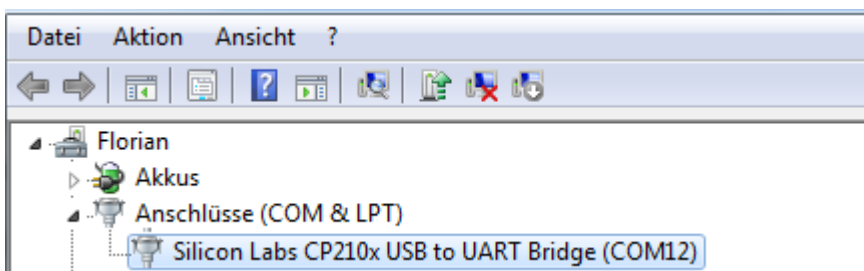 Datei Aktion Ansicht ?
Florian
Akkus
Anschlüsse (COM & LPT)
Silicon Labs CP210x USB to UART Bridge (COM12)